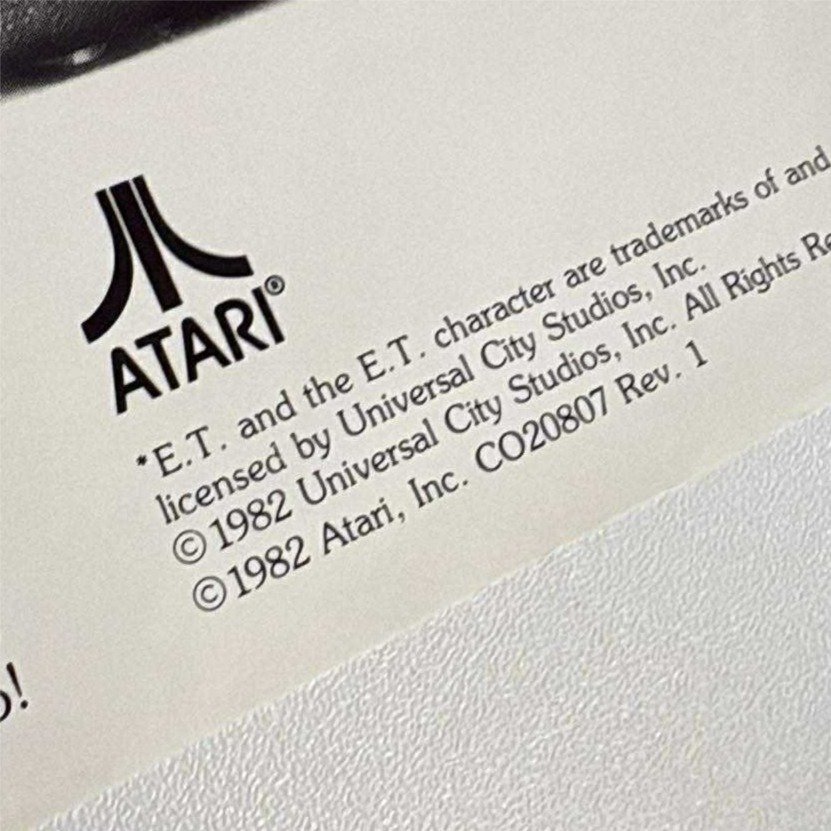 ATARI®
*E.T. and the E.T. character are trademarks of and
licensed by Universal City Studios, Inc.
©1982 Universal City Studios, Inc. All Rights
©1982 Atari, Inc. CO20807 Rev. 1